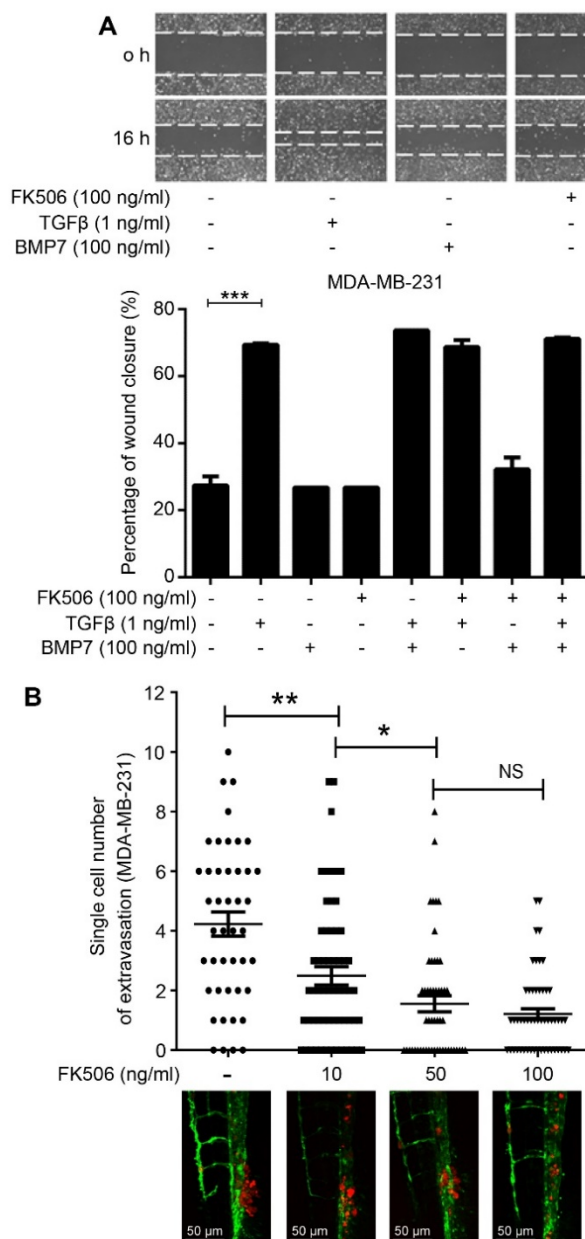 A
o h
16 h
FK506 (100 ng/ml) - - - +
TGFβ (1 ng/ml) - + - -
BMP7 (100 ng/ml) - - + -
MDA-MB-231
***
Percentage of wound closure (%)
80
60
40
20
0
FK506 (100 ng/ml) - - - + - + + +
TGFβ (1 ng/ml) - + - - + + - +
BMP7 (100 ng/ml) - - + - + - + +
B
Single cell number
of extravasation (MDA-MB-231)
12
10
8
6
4
2
0
**
*
NS
FK506 (ng/ml) - 10 50 100
50 μm 50 μm 50 μm 50 μm